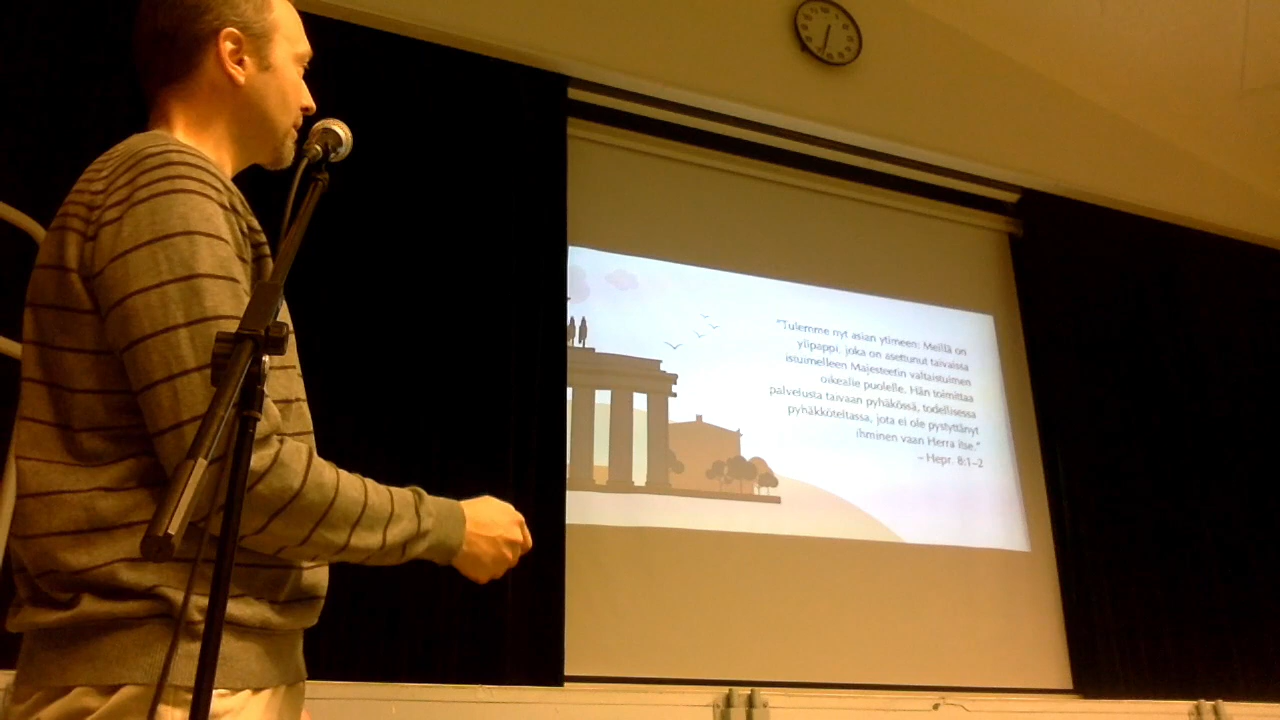 "Tulemme nyt asian ytimeen: Meillä on
ylipappi, joka on asettunut taivaissa
istuimelleen Majesteetin valtaistuimen
oikealle puolelle. Hän toimittaa
palvelusta taivaan pyhäkössä, todellisessa
pyhäkköteltassa, jota ei ole pystyttänyt
ihminen vaan Herra itse."
– Hepr. 8:1–2